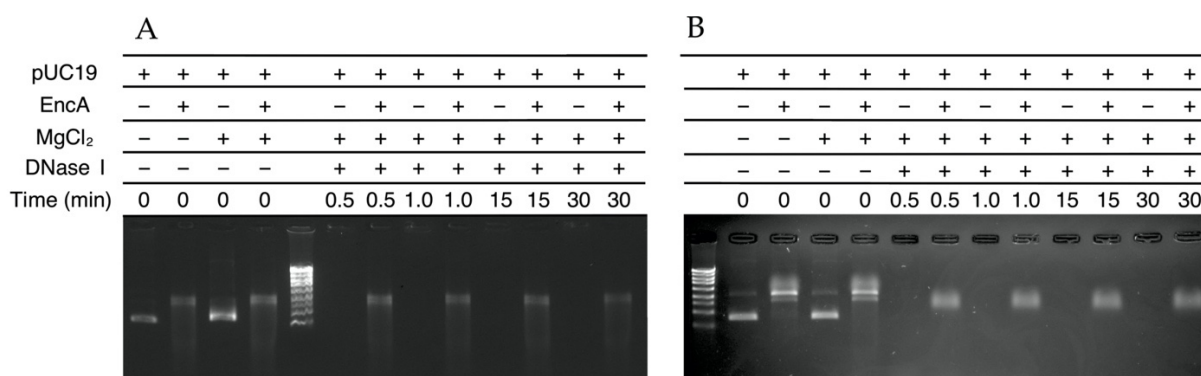 A B
pUC19 + + + + + + + + + + + + + + + + + + + + + + + +
EncA − + − + − + − + − + − + − + − + − + − + − + − +
MgCl₂ − − + + + + + + + + + + − − + + + + + + + + + +
DNase I − − − − + + + + + + + + − − − − + + + + + + + +
Time (min) 0 0 0 0 0.5 0.5 1.0 1.0 15 15 30 30 0 0 0 0 0.5 0.5 1.0 1.0 15 15 30 30